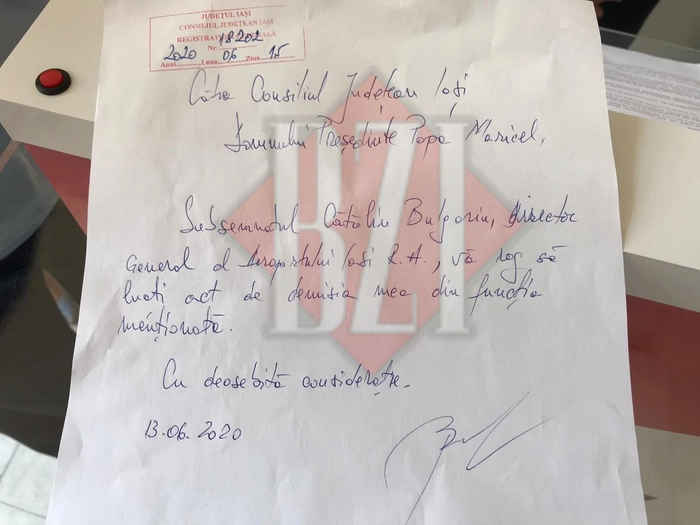 JUDEȚUL IAȘI
CONSILIUL JUDEȚEAN IAȘI
REGISTRATURA GENERALĂ
Nr. 18202
2020 06 15
Anul Luna Ziua
Către Consiliul Județean Iași
Domnului Președinte Popa Maricel,
Subsemnatul Cătălin Bulgariu, director
General al Aeroportului Iași R.A., vă rog să
luați act de demisia mea din funcția
menționată.
Cu deosebită considerație.
13.06.2020
BZI